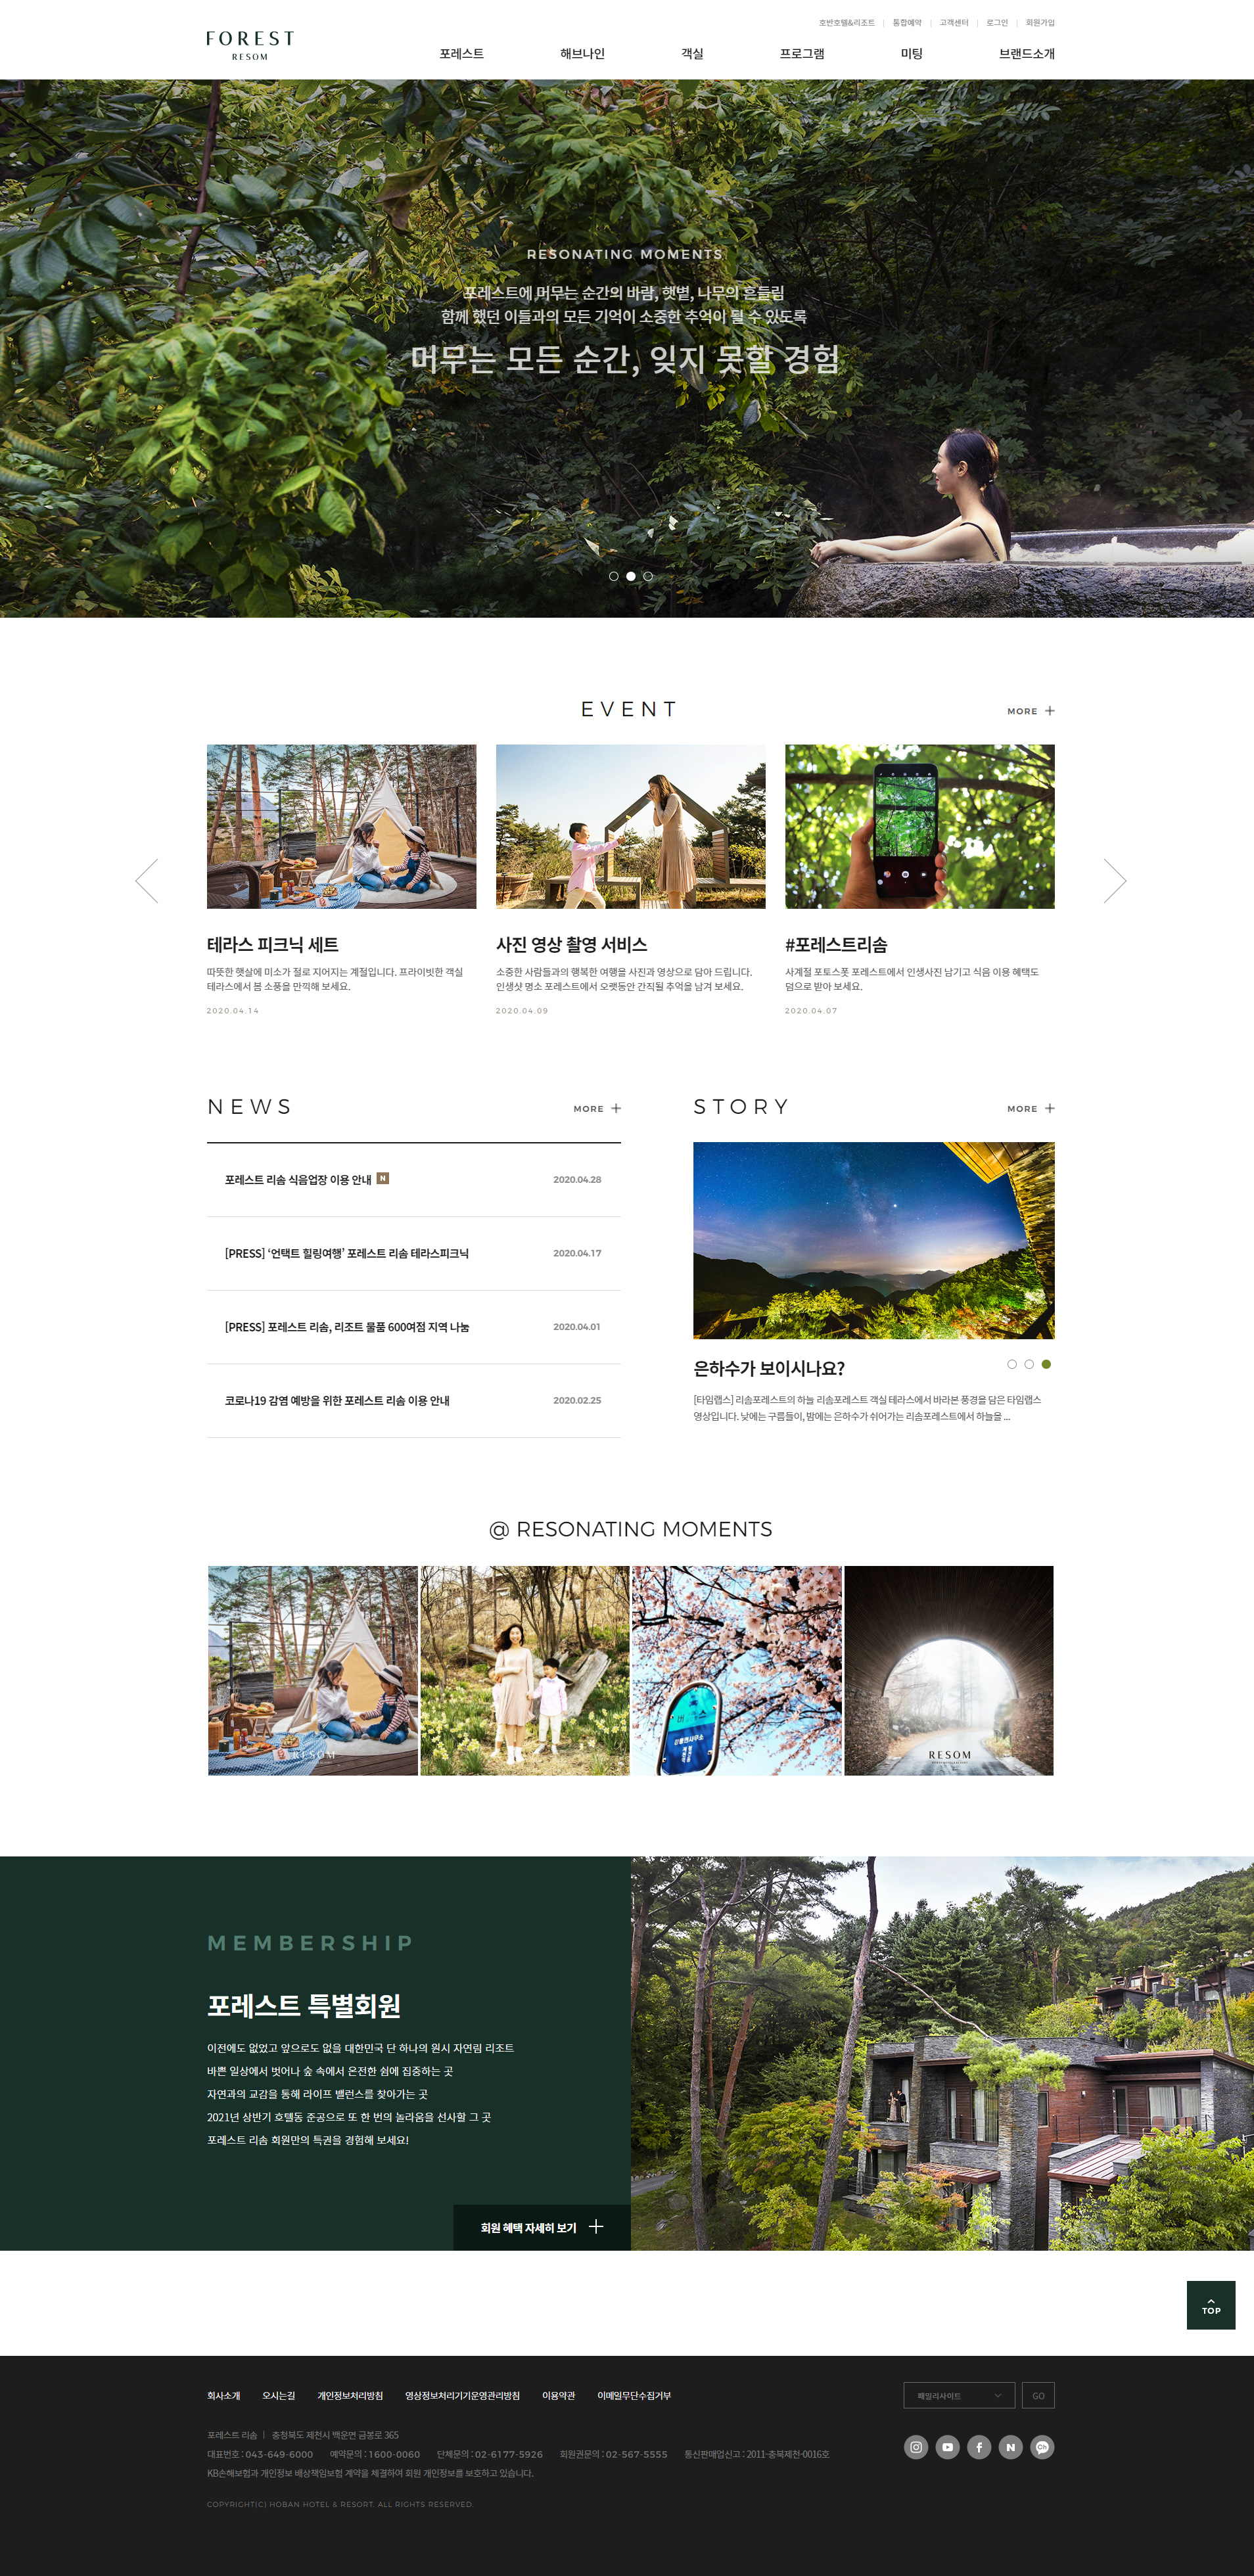 호반호텔&리조트 통합예약 고객센터 로그인 회원가입
FOREST
RESOM
포레스트 해브나인 객실 프로그램 미팅 브랜드소개
RESONATING MOMENTS
포레스트에 머무는 순간의 바람, 햇볕, 나무의 흔들림
함께 했던 이들과의 모든 기억이 소중한 추억이 될 수 있도록
머무는 모든 순간, 잊지 못할 경험
EVENT
MORE
테라스 피크닉 세트
따뜻한 햇살에 미소가 절로 지어지는 계절입니다. 프라이빗한 객실
테라스에서 봄 소풍을 만끽해 보세요.
2020.04.14
사진 영상 촬영 서비스
소중한 사람들과의 행복한 여행을 사진과 영상으로 담아 드립니다.
인생샷 명소 포레스트에서 오랫동안 간직될 추억을 남겨 보세요.
2020.04.09
#포레스트리솜
사계절 포토스폿 포레스트에서 인생사진 남기고 식음 이용 혜택도
덤으로 받아 보세요.
2020.04.07
NEWS
MORE
포레스트 리솜 식음업장 이용 안내 N
2020.04.28
[PRESS] ‘언택트 힐링여행’ 포레스트 리솜 테라스피크닉
2020.04.17
[PRESS] 포레스트 리솜, 리조트 물품 600여점 지역 나눔
2020.04.01
코로나19 감염 예방을 위한 포레스트 리솜 이용 안내
2020.02.25
STORY
MORE
은하수가 보이시나요?
[타임랩스] 리솜포레스트의 하늘 리솜포레스트 객실 테라스에서 바라본 풍경을 담은 타임랩스
영상입니다. 낮에는 구름들이, 밤에는 은하수가 쉬어가는 리솜포레스트에서 하늘을 ...
@ RESONATING MOMENTS
RESOM
RESOM
MEMBERSHIP
포레스트 특별회원
이전에도 없었고 앞으로도 없을 대한민국 단 하나의 원시 자연림 리조트
바쁜 일상에서 벗어나 숲 속에서 온전한 쉼에 집중하는 곳
자연과의 교감을 통해 라이프 밸런스를 찾아가는 곳
2021년 상반기 호텔동 준공으로 또 한 번의 놀라움을 선사할 그 곳
포레스트 리솜 회원만의 특권을 경험해 보세요!
회원 혜택 자세히 보기
TOP
회사소개 오시는길 개인정보처리방침 영상정보처리기기운영관리방침 이용약관 이메일무단수집거부
패밀리사이트 GO
포레스트 리솜 충청북도 제천시 백운면 금봉로 365
대표번호 : 043-649-6000 예약문의 : 1600-0060 단체문의 : 02-6177-5926 회원권문의 : 02-567-5555 통신판매업신고 : 2011-충북제천-0016호
KB손해보험과 개인정보 배상책임보험 계약을 체결하여 회원 개인정보를 보호하고 있습니다.
COPYRIGHT(C) HOBAN HOTEL & RESORT. ALL RIGHTS RESERVED.